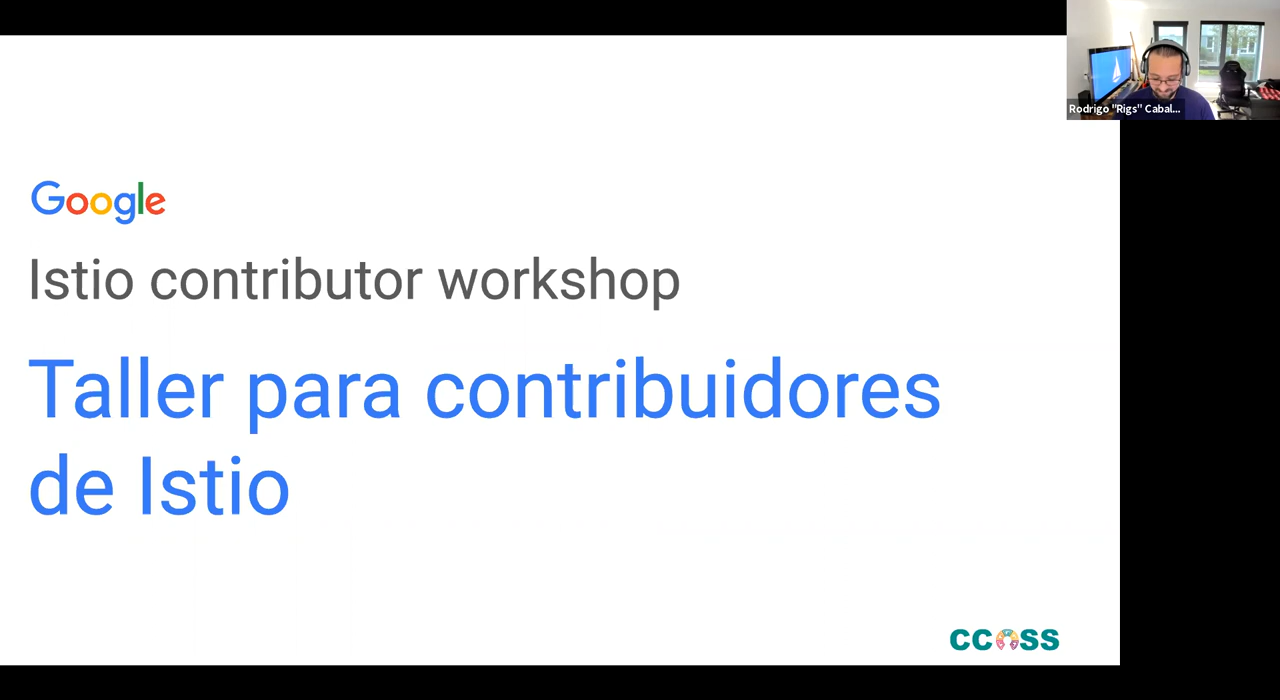 Rodrigo "Rigs" Cabal...
Google
Istio contributor workshop
Taller para contribuidores
de Istio
CCOSS